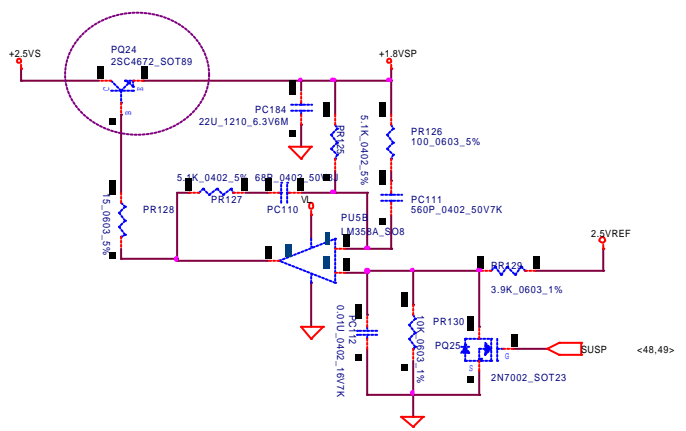 +2.5VS
PQ24
2SC4672_SOT89
+1.8VSP
C
E
B
PC184
22U_1210_6.3V6M
PR125
5.1K_0402_5%
PR126
100_0603_5%
5.1K_0402_5%
68P_0402_50V8J
PR127
PC110
VL
PC111
560P_0402_50V7K
15_0603_5%
PR128
PU5B
LM358A_SO8
2.5VREF
PR129
3.9K_0603_1%
PC112
0.01U_0402_16V7K
10K_0603_1%
PR130
PQ25
G
S
2N7002_SOT23
SUSP
<48,49>